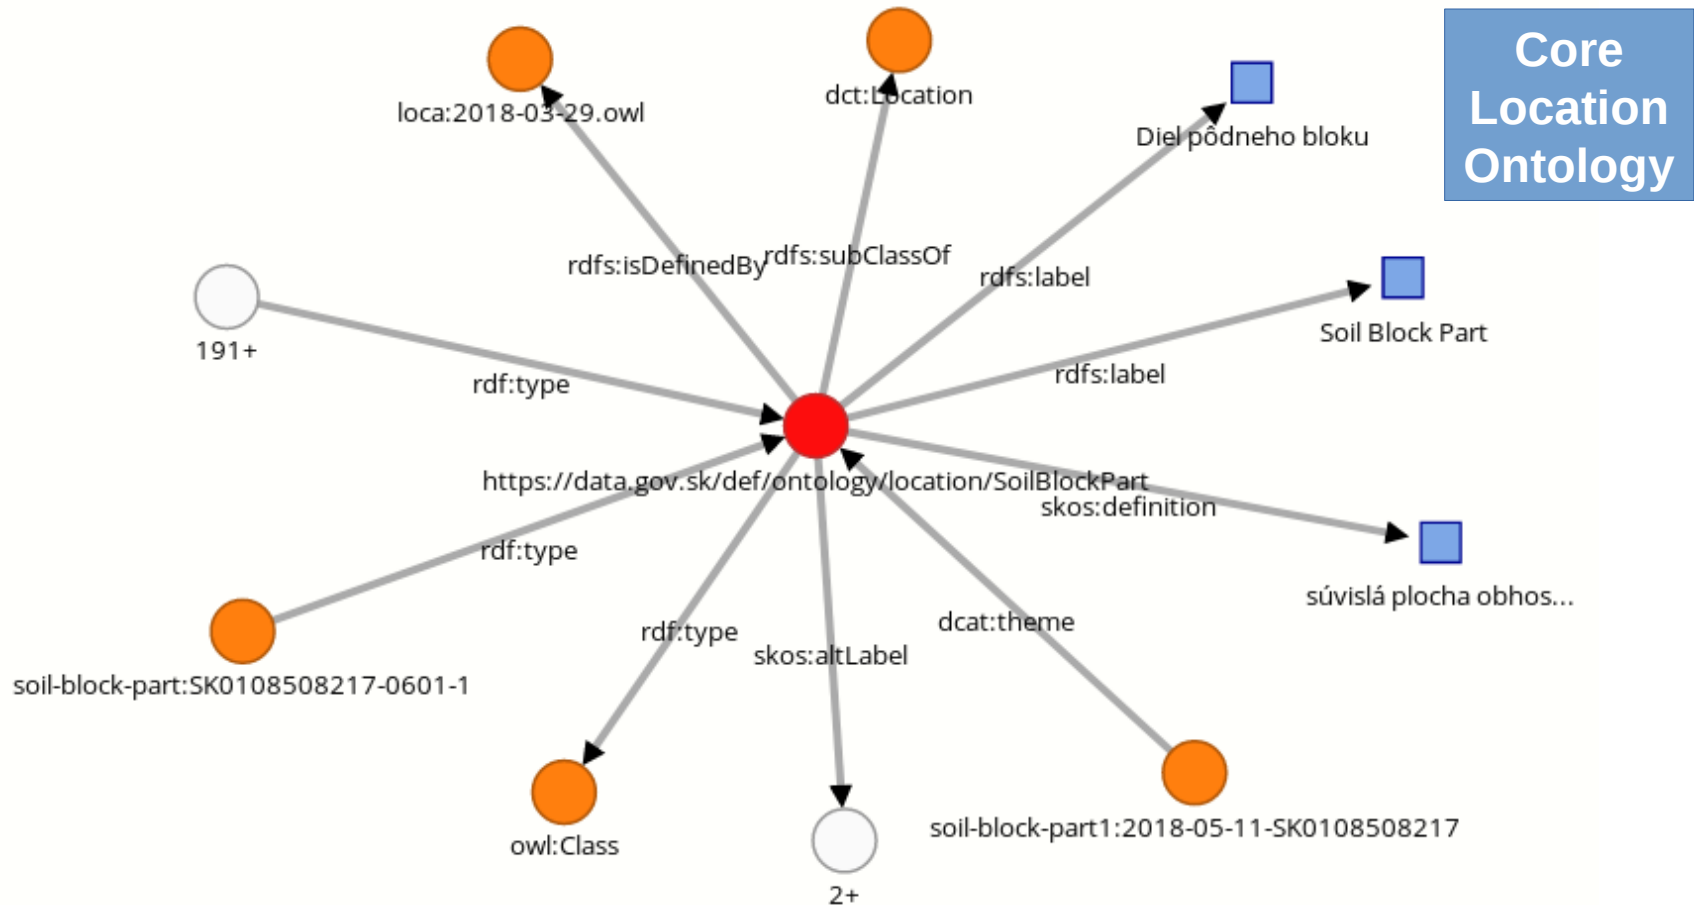 Core
Location
Ontology
loca:2018-03-29.owl
dct:Location
Diel pôdneho bloku
rdfs:isDefinedBy
rdfs:subClassOf
rdfs:label
Soil Block Part
191+
rdf:type
rdfs:label
https://data.gov.sk/def/ontology/location/SoilBlockPart
skos:definition
rdf:type
súvislá plocha obhos...
rdf:type
skos:altLabel
dcat:theme
soil-block-part:SK0108508217-0601-1
owl:Class
soil-block-part1:2018-05-11-SK0108508217
2+